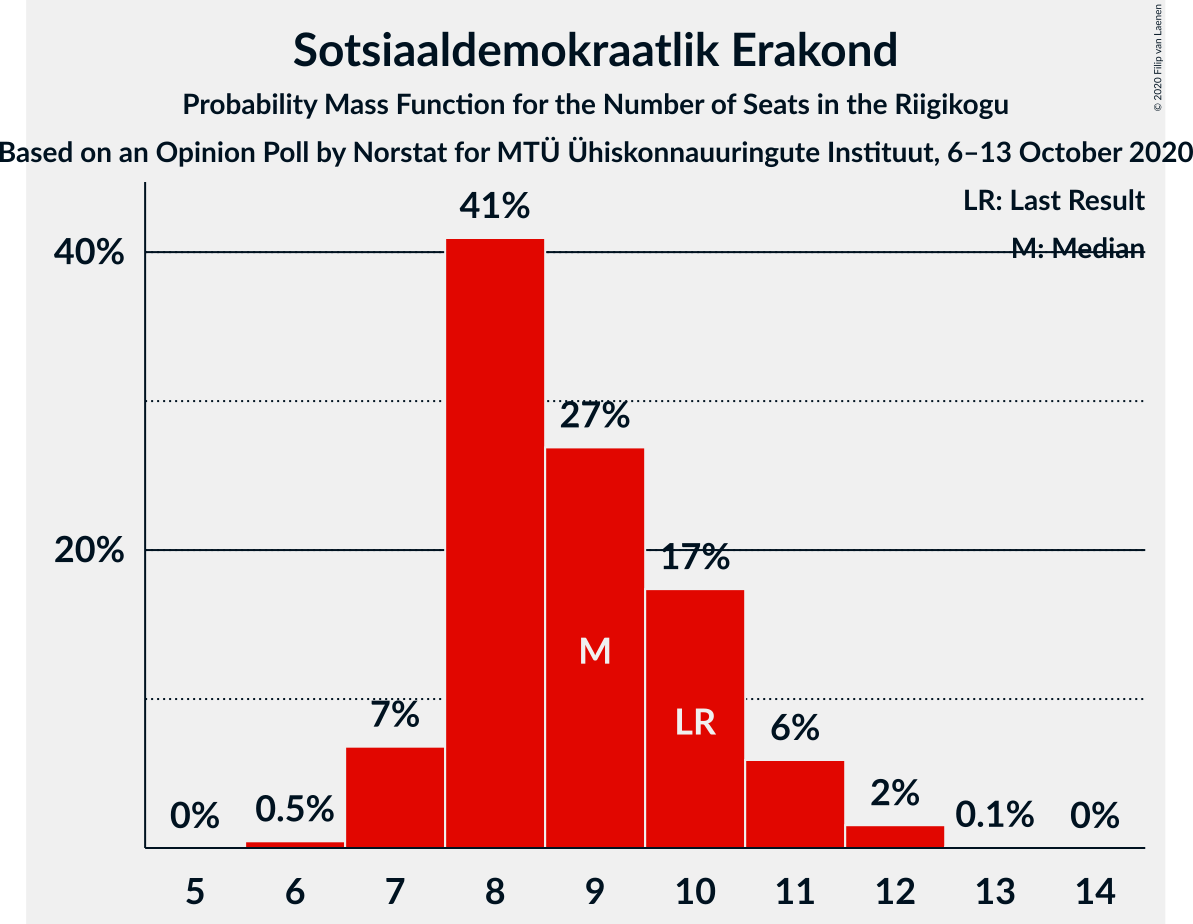 Sotsiaaldemokraatlik Erakond
Probability Mass Function for the Number of Seats in the Riigikogu
Based on an Opinion Poll by Norstat for MTÜ Ühiskonnauuringute Instituut, 6–13 October 2020
© 2020 Filip van Laenen
LR: Last Result
M: Median
40%
20%
0%
0.5%
7%
41%
27%
17%
6%
2%
0.1%
0%
M
LR
5 6 7 8 9 10 11 12 13 14